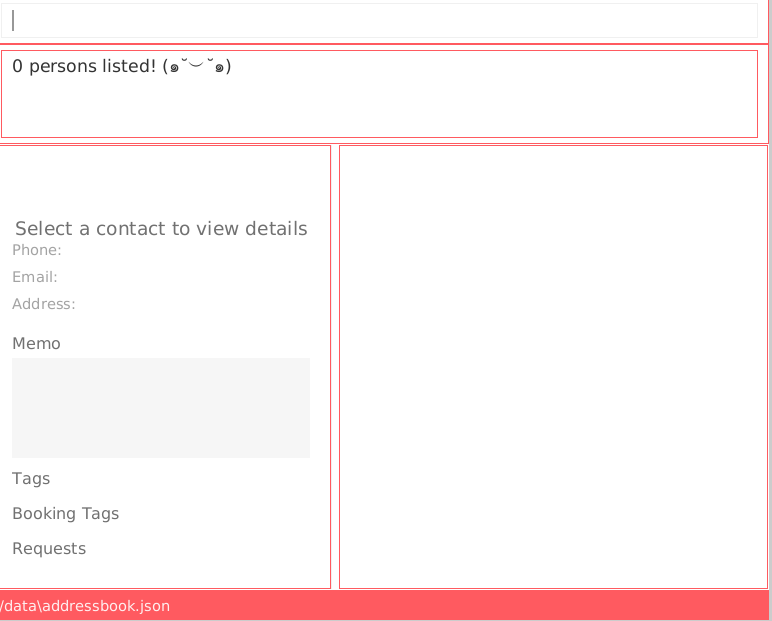 0 persons listed! (๑˘︶˘๑)
Select a contact to view details
Phone:
Email:
Address:
Memo
Tags
Booking Tags
Requests
/data\addressbook.json